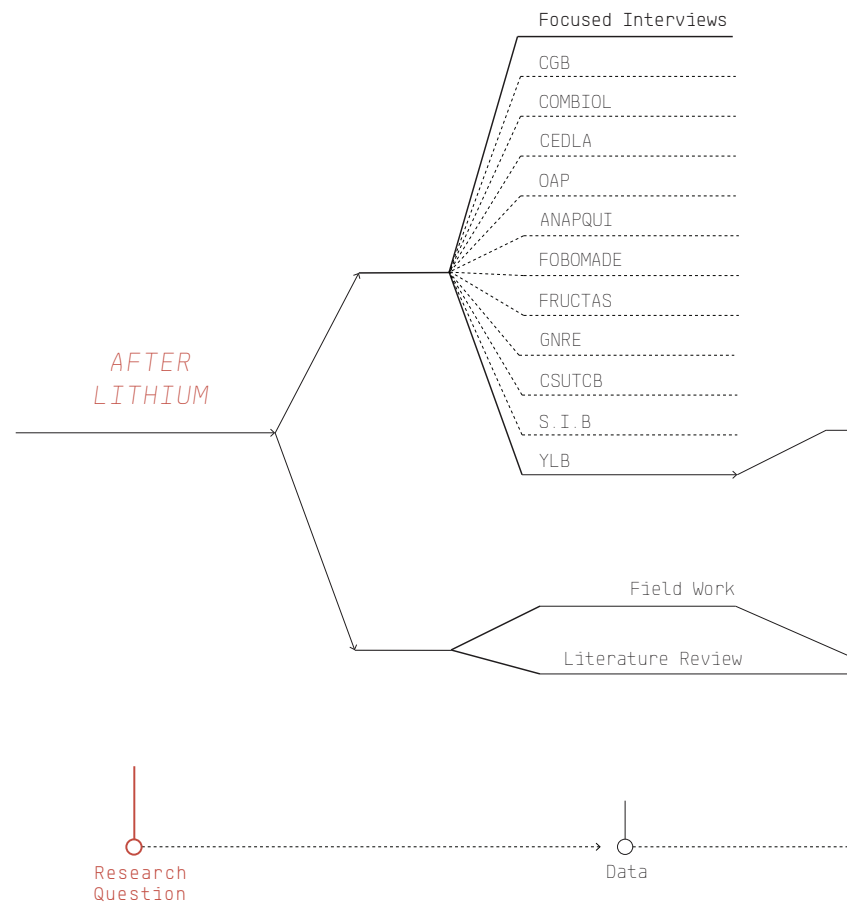 Focused Interviews
CGB
COMBIOL
CEDLA
OAP
ANAPQUI
FOBOMADE
FRUCTAS
GNRE
CSUTCB
S.I.B
YLB
AFTER
LITHIUM
Field Work
Literature Review
Research
Question
Data